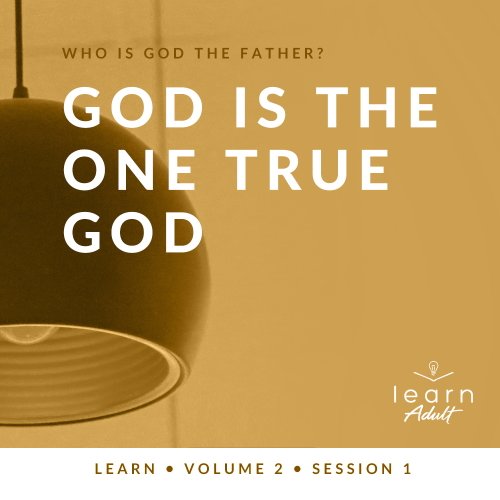 WHO IS GOD THE FATHER?
GOD IS THE
ONE TRUE
GOD
learn
Adult
LEARN • VOLUME 2 • SESSION 1